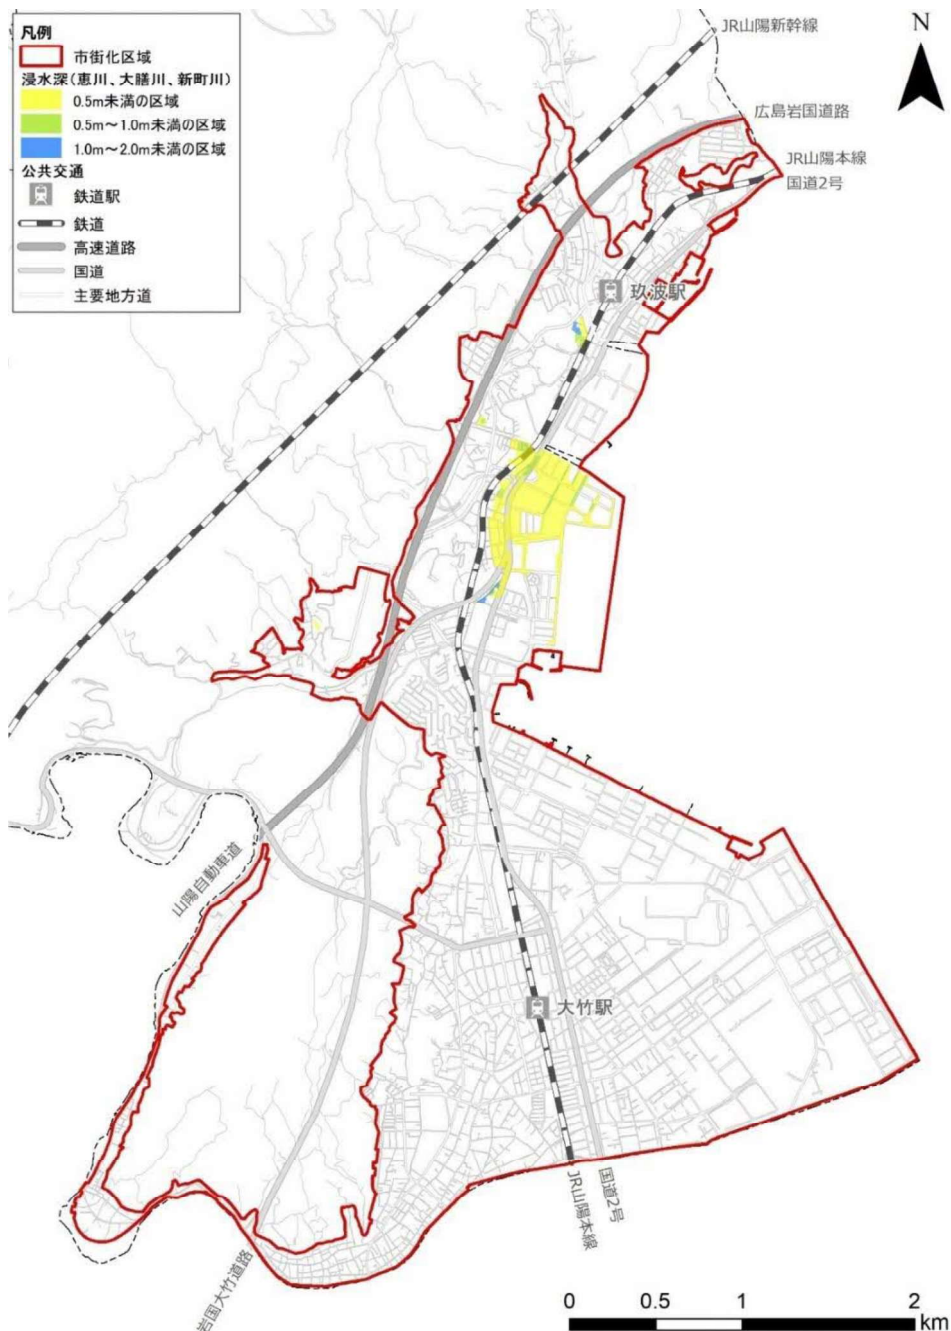 凡例
市街化区域
浸水深(恵川、大膳川、新町川)
0.5m未満の区域
0.5m～1.0m未満の区域
1.0m～2.0m未満の区域
公共交通
鉄道駅
鉄道
高速道路
国道
主要地方道
N
JR山陽新幹線
広島岩国道路
JR山陽本線
国道2号
玖波駅
山陽自動車道
大竹駅
国道2号
JR山陽本線
岩国大竹道路
0 0.5 1 2
km